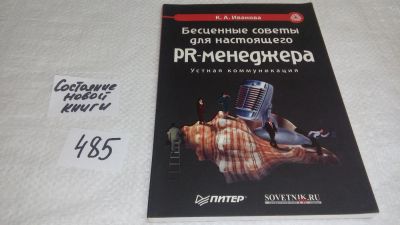 Состояние
новой
книги
485
К. А. Иванова
Бесценные советы
для настоящего
PR-менеджера
Устная коммуникация
ПИТЕР
SOVETNIK.RU